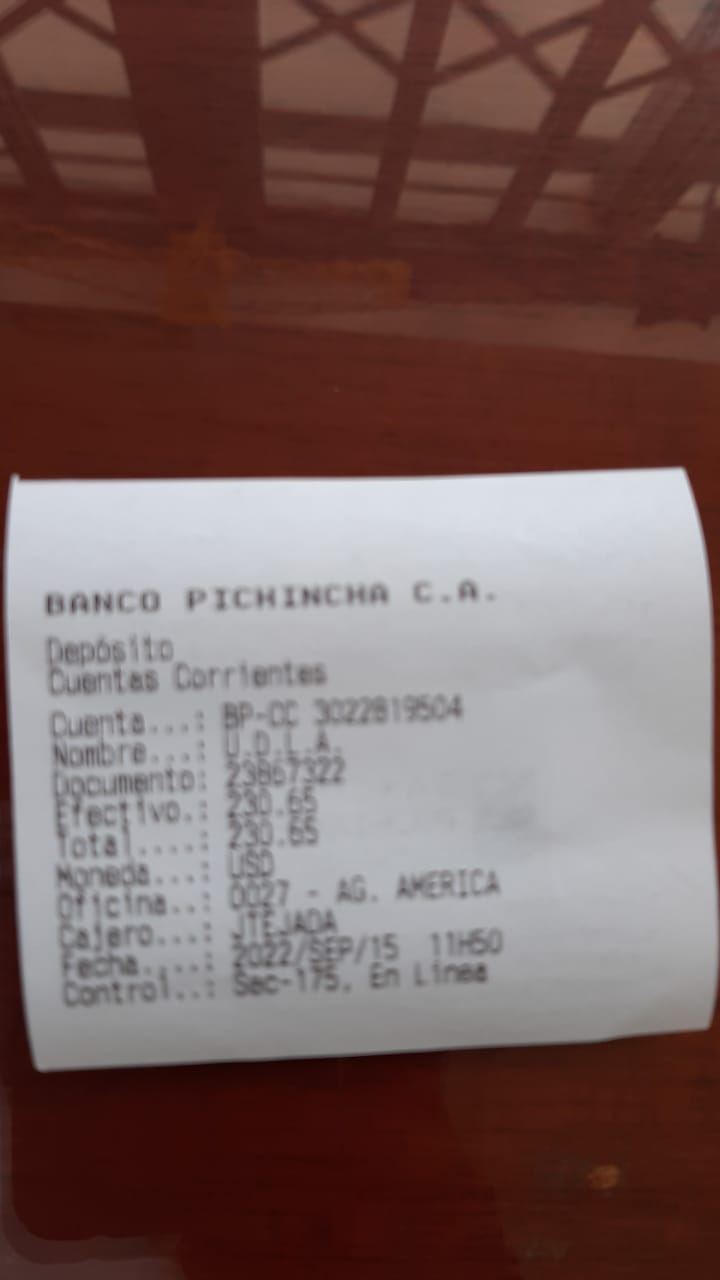 BANCO PICHINCHA C.A.
Depósito
Cuentas Corrientes
Cuenta...: BP-CC 3022819504
Nombre...: U.D.L.A.
Documento: 23867322
Efectivo.: 230.65
Total....: 230.65
Moneda...: USD
Oficina..: 0027 - AG. AMERICA
Cajero...: JTEJADA
Fecha....: 2022/SEP/15 11H50
Control..: Sec-175, En Linea